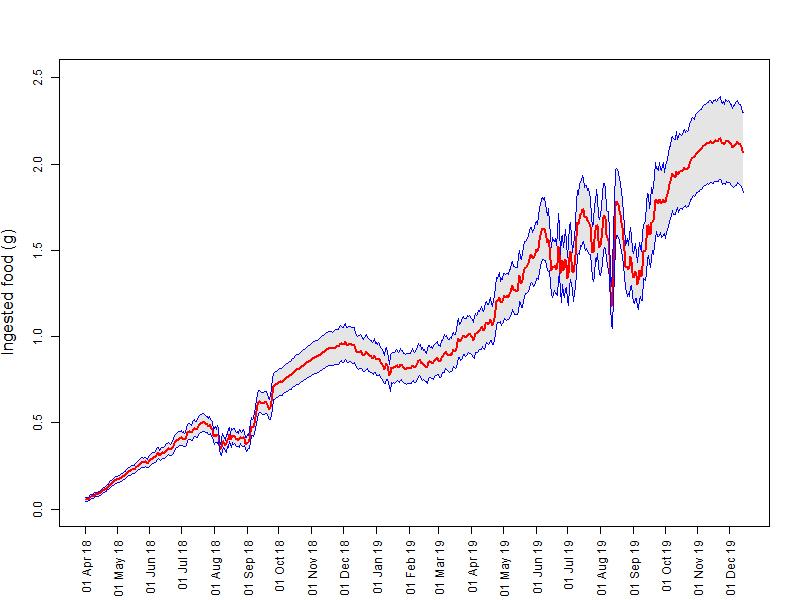 Ingested food (g)
2.5
2.0
1.5
1.0
0.5
0.0
01 Apr 18
01 May 18
01 Jun 18
01 Jul 18
01 Aug 18
01 Sep 18
01 Oct 18
01 Nov 18
01 Dec 18
01 Jan 19
01 Feb 19
01 Mar 19
01 Apr 19
01 May 19
01 Jun 19
01 Jul 19
01 Aug 19
01 Sep 19
01 Oct 19
01 Nov 19
01 Dec 19